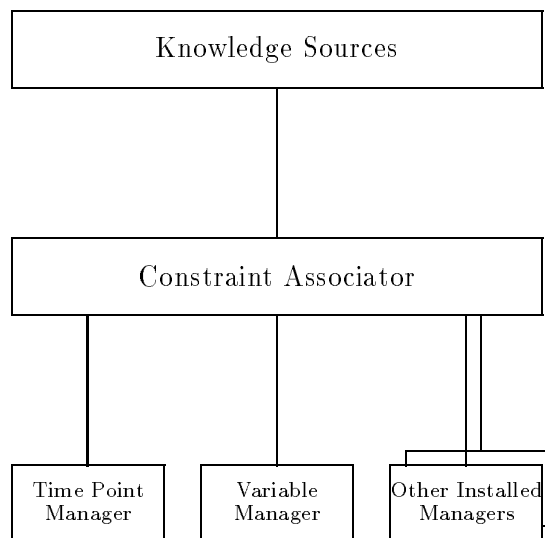 Knowledge Sources
Constraint Associator
Time Point
Manager
Variable
Manager
Other Installed
Managers